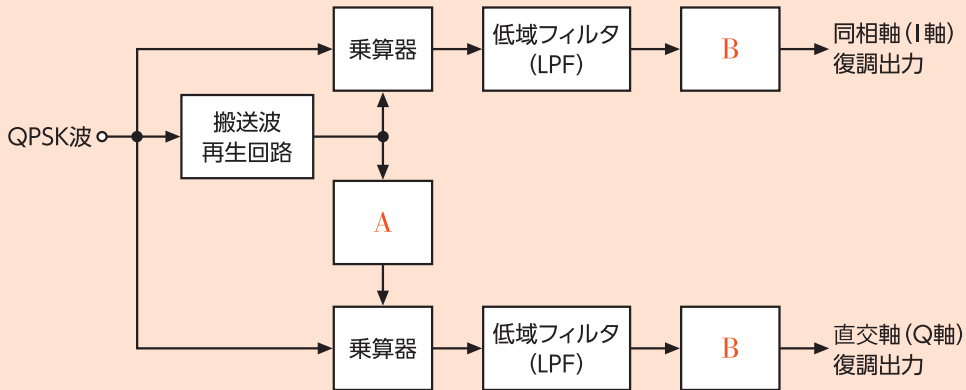 乗算器
低域フィルタ
(LPF)
B
同相軸(I軸)
復調出力
QPSK波
搬送波
再生回路
A
乗算器
低域フィルタ
(LPF)
B
直交軸(Q軸)
復調出力